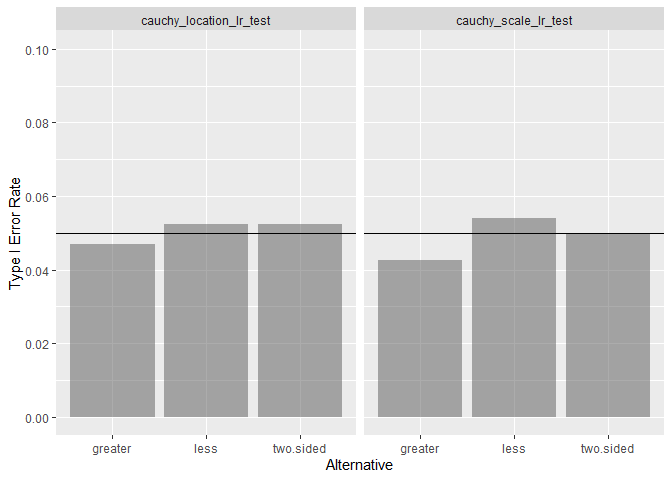 cauchy_location_lr_test
cauchy_scale_lr_test
0.10
0.08
0.06
0.04
0.02
0.00
Type I Error Rate
greater
less
two.sided
greater
less
two.sided
Alternative